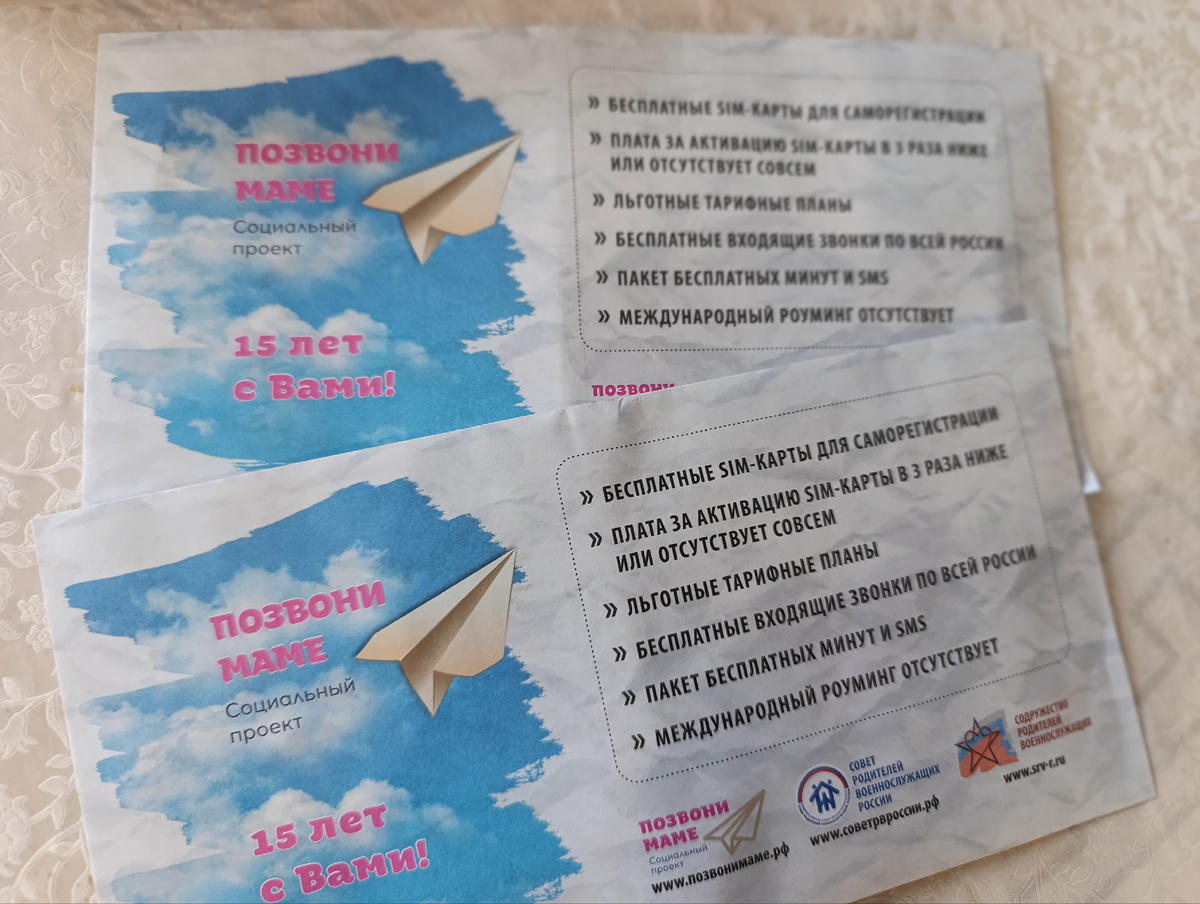 ПОЗВОНИ
МАМЕ
Социальный
проект
15 лет
с Вами!
» БЕСПЛАТНЫЕ SIM-КАРТЫ ДЛЯ САМОРЕГИСТРАЦИИ
» ПЛАТА ЗА АКТИВАЦИЮ SIM-КАРТЫ В 3 РАЗА НИЖЕ
ИЛИ ОТСУТСТВУЕТ СОВСЕМ
» ЛЬГОТНЫЕ ТАРИФНЫЕ ПЛАНЫ
» БЕСПЛАТНЫЕ ВХОДЯЩИЕ ЗВОНКИ ПО ВСЕЙ РОССИИ
» ПАКЕТ БЕСПЛАТНЫХ МИНУТ И SMS
» МЕЖДУНАРОДНЫЙ РОУМИНГ ОТСУТСТВУЕТ
ПОЗВОНИ
ПОЗВОНИ
МАМЕ
Социальный
проект
15 лет
с Вами!
» БЕСПЛАТНЫЕ SIM-КАРТЫ ДЛЯ САМОРЕГИСТРАЦИИ
» ПЛАТА ЗА АКТИВАЦИЮ SIM-КАРТЫ В 3 РАЗА НИЖЕ
ИЛИ ОТСУТСТВУЕТ СОВСЕМ
» ЛЬГОТНЫЕ ТАРИФНЫЕ ПЛАНЫ
» БЕСПЛАТНЫЕ ВХОДЯЩИЕ ЗВОНКИ ПО ВСЕЙ РОССИИ
» ПАКЕТ БЕСПЛАТНЫХ МИНУТ И SMS
» МЕЖДУНАРОДНЫЙ РОУМИНГ ОТСУТСТВУЕТ
ПОЗВОНИ
МАМЕ
Социальный
проект
www.позвонимаме.рф
СОВЕТ
РОДИТЕЛЕЙ
ВОЕННОСЛУЖАЩИХ
РОССИИ
www.советрвроссии.рф
СОДРУЖЕСТВО
РОДИТЕЛЕЙ
ВОЕННОСЛУЖАЩИХ
www.srv-r.ru